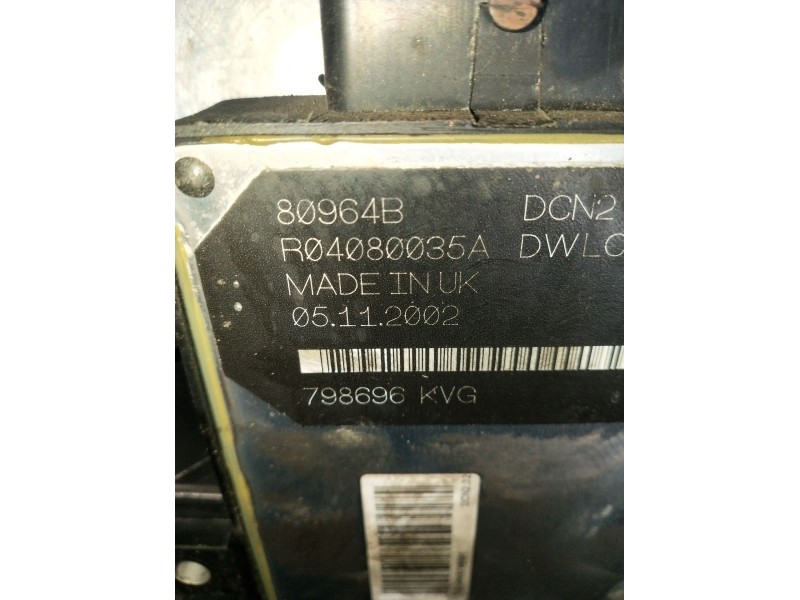 80964B DCN2
R04080035A DWLC
MADE IN UK
05.11.2002
798696 KVG